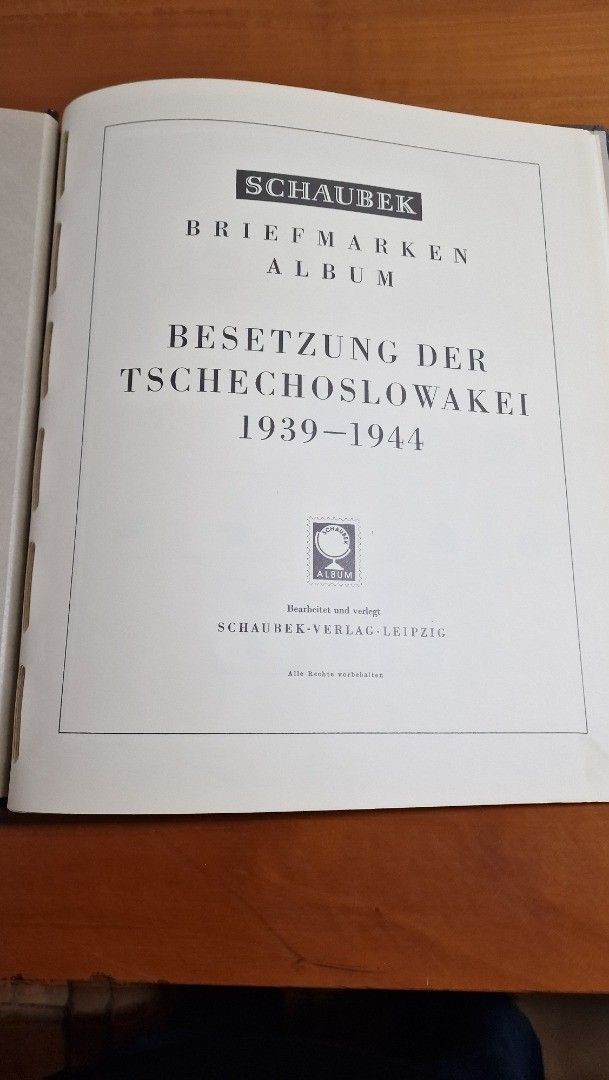 SCHAUBEK
BRIEFMARKEN
ALBUM
BESETZUNG DER
TSCHECHOSLOWAKEI
1939–1944
SCHAUBEK
ALBUM
Bearbeitet und verlegt
SCHAUBEK-VERLAG·LEIPZIG
Alle Rechte vorbehalten